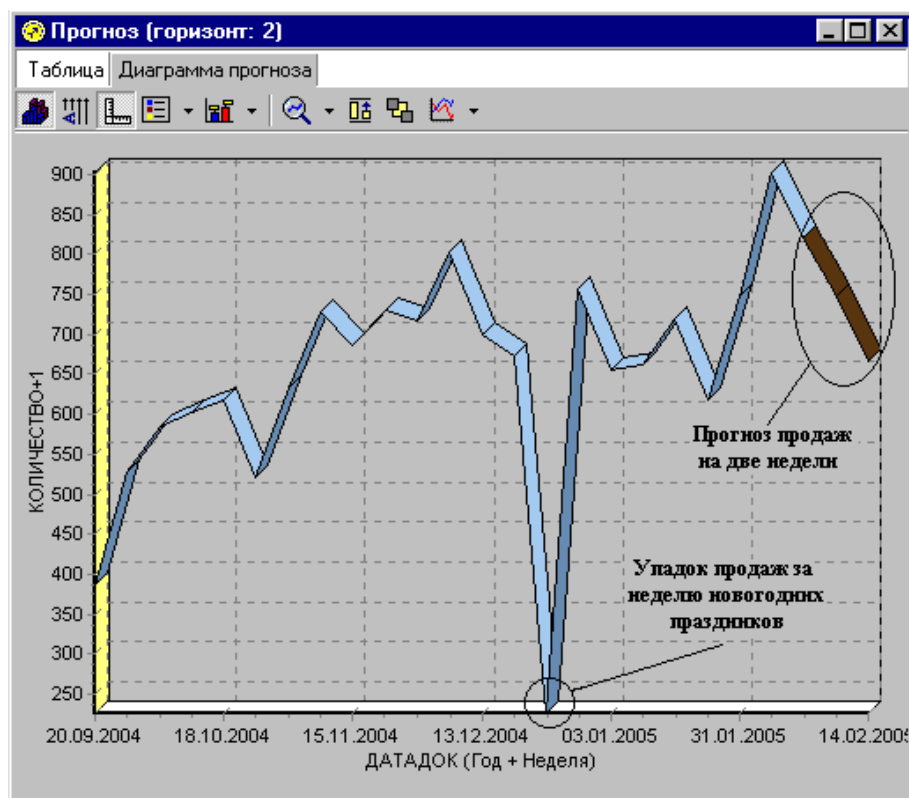 Прогноз (горизонт: 2)
Таблица Диаграмма прогноза
900
850
800
750
700
650
600
550
500
450
400
350
300
250
КОЛИЧЕСТВО+1
Прогноз продаж
на две недели
Упадок продаж за
неделю новогодних
праздников
20.09.2004 18.10.2004 15.11.2004 13.12.2004 03.01.2005 31.01.2005 14.02.2005
ДАТАДОК (Год + Неделя)